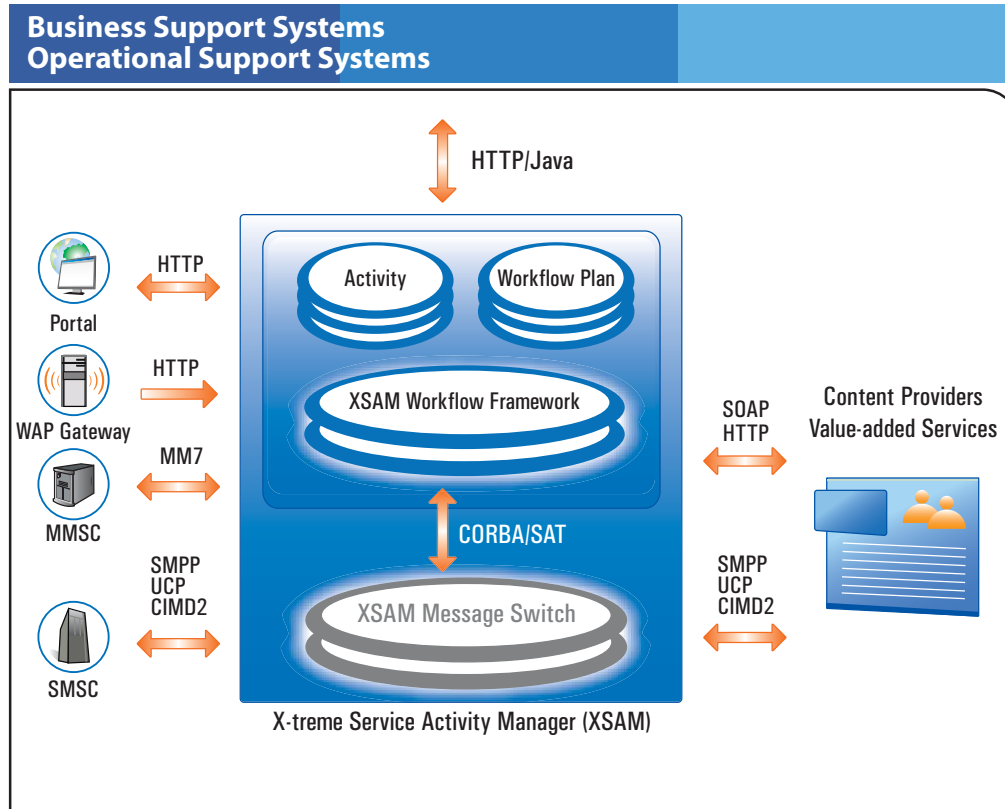 Business Support Systems
Operational Support Systems
HTTP/Java
HTTP
Portal
HTTP
WAP Gateway
MM7
MMSC
SMPP
UCP
CIMD2
SMSC
Activity
Workflow Plan
XSAM Workflow Framework
CORBA/SAT
XSAM Message Switch
X-treme Service Activity Manager (XSAM)
SOAP
HTTP
SMPP
UCP
CIMD2
Content Providers
Value-added Services